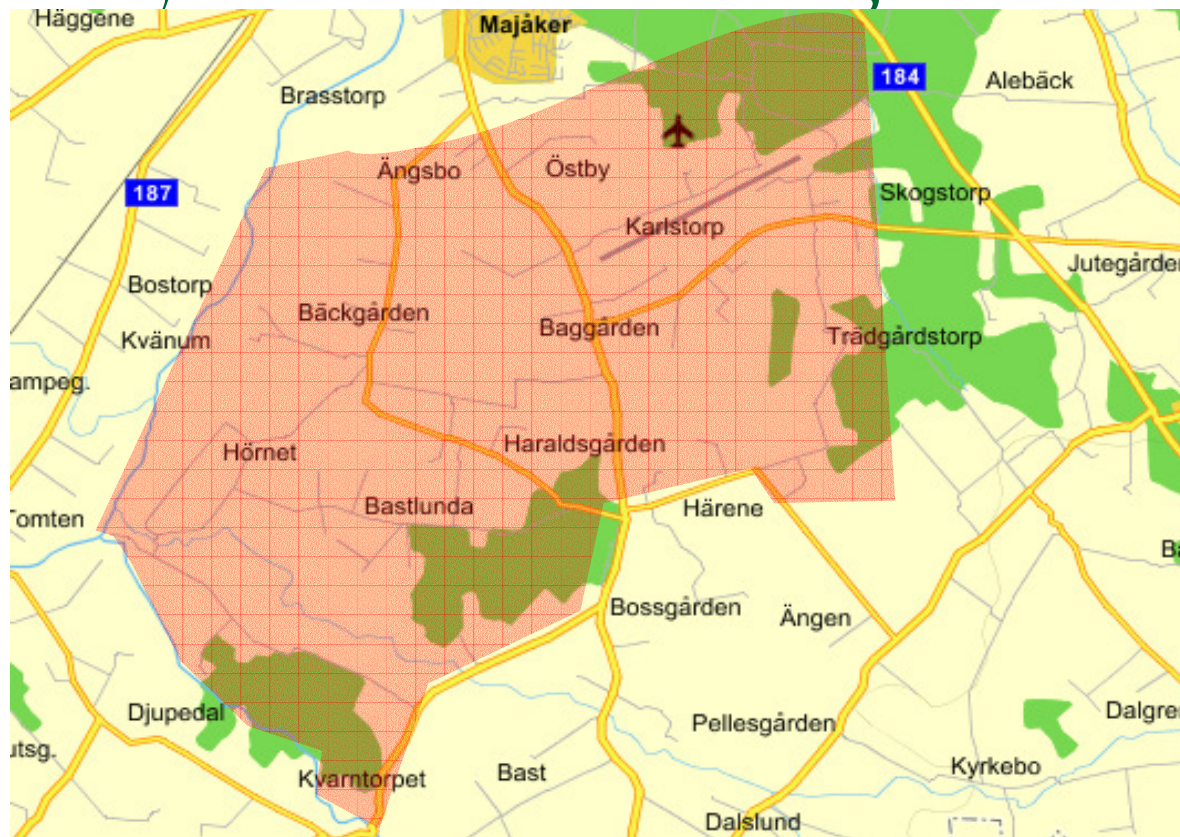 Häggene
Majåker
184
Alebäck
Brasstorp
Ängsbo
Östby
187
Skogstorp
Karlstorp
Jutegården
Bostorp
Bäckgården
Baggården
Kvänum
Trädgårdstorp
ampeg.
Haraldsgården
Hörnet
Bastlunda
Härene
Tomten
Ba
Bossgården
Ängen
Djupedal
Dalgre
Pellesgården
utsg.
Kyrkebo
Kvarntorpet
Bast
Dalslund